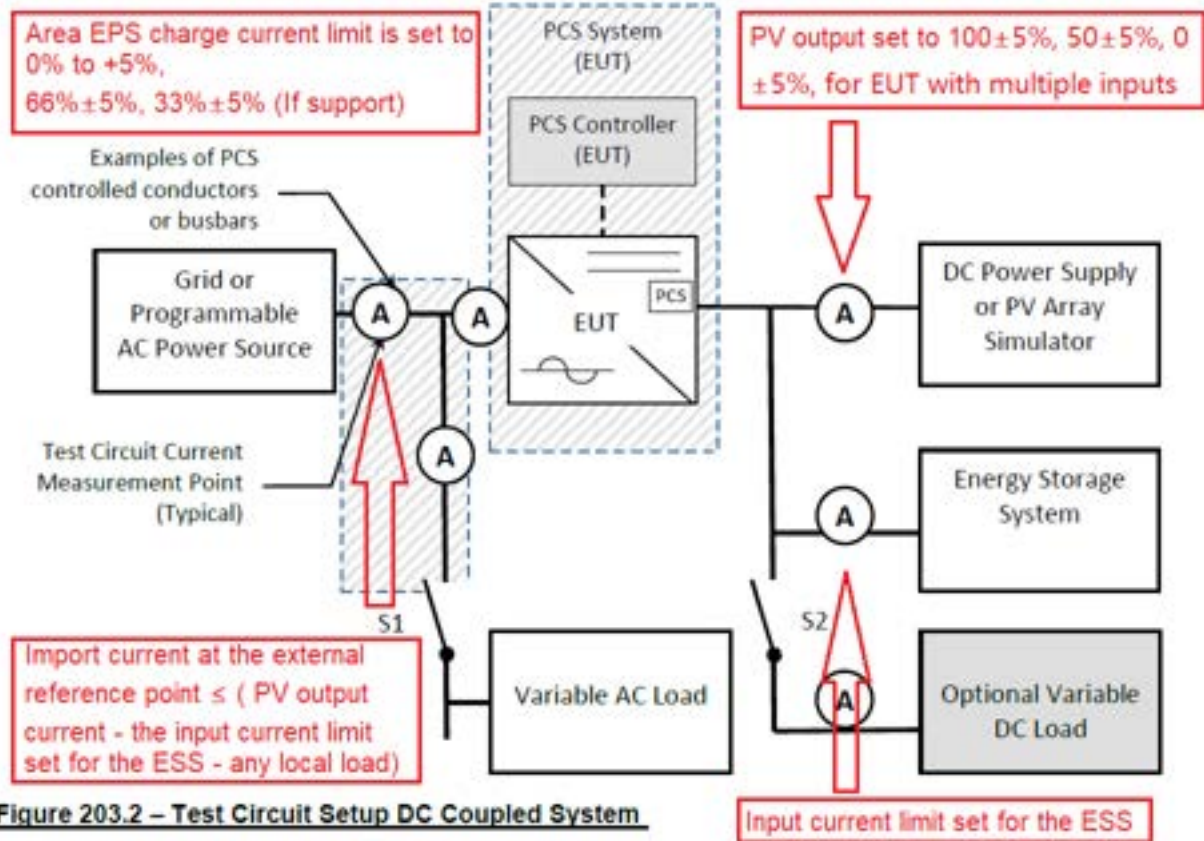 Area EPS charge current limit is set to
0% to +5%,
66%±5%, 33%±5% (If support)
PCS System
(EUT)
PCS Controller
(EUT)
PV output set to 100±5%, 50±5%, 0
±5%, for EUT with multiple inputs
Examples of PCS
controlled conductors
or busbars
Grid or
Programmable
AC Power Source
A
A
EUT
PCS
A
DC Power Supply
or PV Array
Simulator
Test Circuit Current
Measurement Point
(Typical)
A
A
Energy Storage
System
S1
S2
Import current at the external
reference point ≤ ( PV output
current - the input current limit
set for the ESS - any local load)
Variable AC Load
A
Optional Variable
DC Load
Figure 203.2 – Test Circuit Setup DC Coupled System
Input current limit set for the ESS